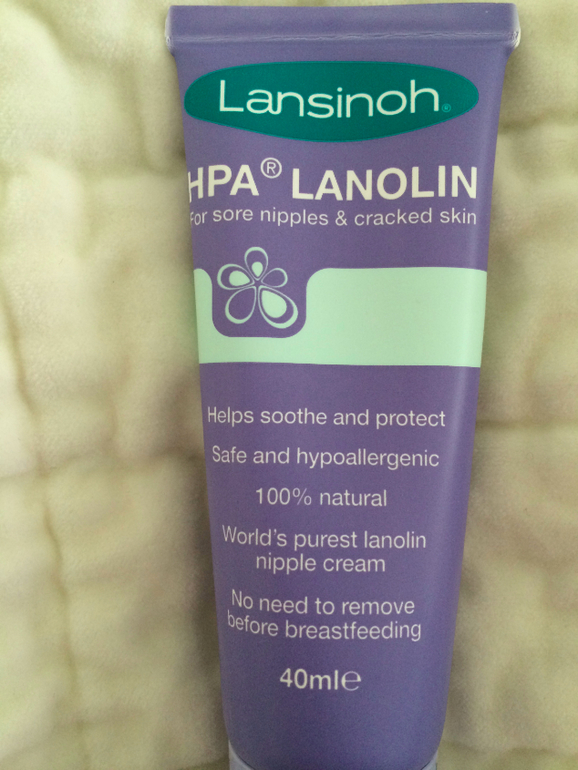 Lansinoh®
HPA® LANOLIN
For sore nipples & cracked skin
Helps soothe and protect
Safe and hypoallergenic
100% natural
World's purest lanolin
nipple cream
No need to remove
before breastfeeding
40ml℮